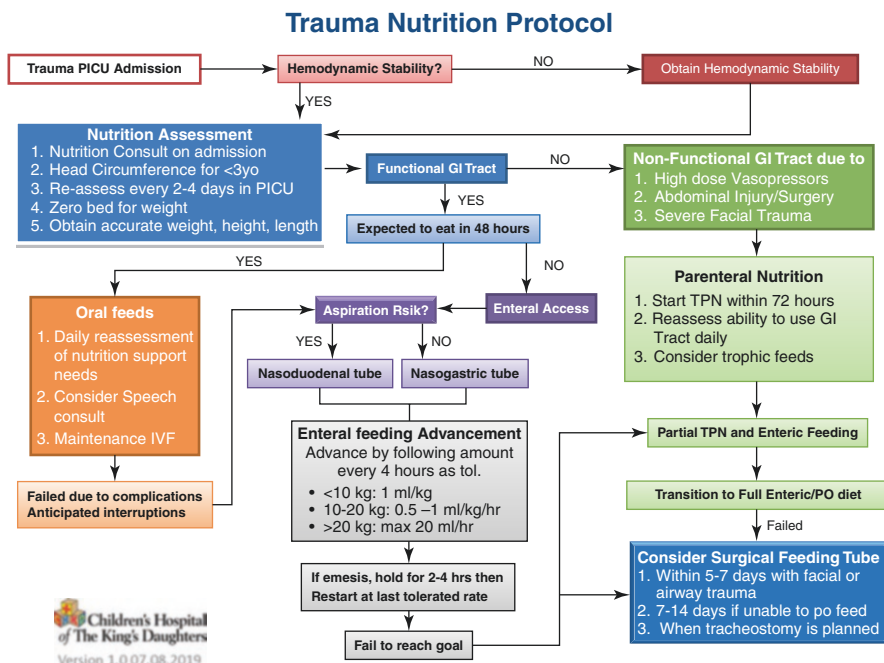 Trauma Nutrition Protocol
Trauma PICU Admission
Hemodynamic Stability?
NO
Obtain Hemodynamic Stability
YES
Nutrition Assessment
1. Nutrition Consult on admission
2. Head Circumference for <3yo
3. Re-assess every 2-4 days in PICU
4. Zero bed for weight
5. Obtain accurate weight, height, length
Functional GI Tract
NO
Non-Functional GI Tract due to
1. High dose Vasopressors
2. Abdominal Injury/Surgery
3. Severe Facial Trauma
YES
Expected to eat in 48 hours
YES
NO
Parenteral Nutrition
1. Start TPN within 72 hours
2. Reassess ability to use GI
Tract daily
3. Consider trophic feeds
Oral feeds
1. Daily reassessment
of nutrition support
needs
2. Consider Speech
consult
3. Maintenance IVF
Aspiration Rsik?
Enteral Access
YES
NO
Nasoduodenal tube
Nasogastric tube
Enteral feeding Advancement
Advance by following amount
every 4 hours as tol.
• <10 kg: 1 ml/kg
• 10-20 kg: 0.5 –1 ml/kg/hr
• >20 kg: max 20 ml/hr
Partial TPN and Enteric Feeding
Failed due to complications
Anticipated interruptions
Transition to Full Enteric/PO diet
Failed
If emesis, hold for 2-4 hrs then
Restart at last tolerated rate
Consider Surgical Feeding Tube
1. Within 5-7 days with facial or
airway trauma
2. 7-14 days if unable to po feed
3. When tracheostomy is planned
Fail to reach goal
Children's Hospital
of The King's Daughters
Version 1.0.07.08.2019